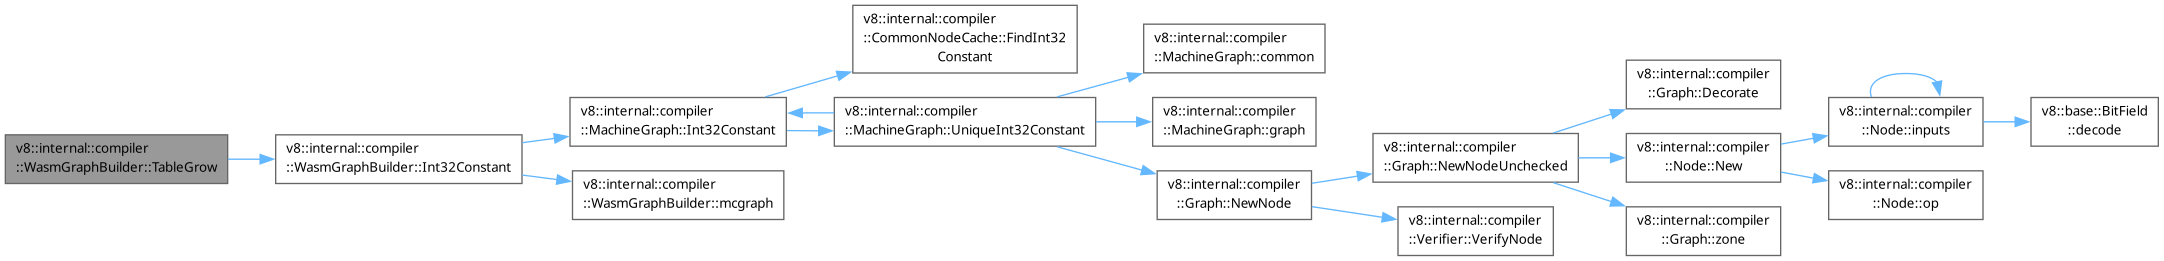 v8::internal::compiler
::WasmGraphBuilder::TableGrow
v8::internal::compiler
::WasmGraphBuilder::Int32Constant
v8::internal::compiler
::MachineGraph::Int32Constant
v8::internal::compiler
::WasmGraphBuilder::mcgraph
v8::internal::compiler
::CommonNodeCache::FindInt32
Constant
v8::internal::compiler
::MachineGraph::UniqueInt32Constant
v8::internal::compiler
::MachineGraph::common
v8::internal::compiler
::MachineGraph::graph
v8::internal::compiler
::Graph::NewNode
v8::internal::compiler
::Graph::NewNodeUnchecked
v8::internal::compiler
::Verifier::VerifyNode
v8::internal::compiler
::Graph::Decorate
v8::internal::compiler
::Node::New
v8::internal::compiler
::Graph::zone
v8::internal::compiler
::Node::inputs
v8::internal::compiler
::Node::op
v8::base::BitField
::decode